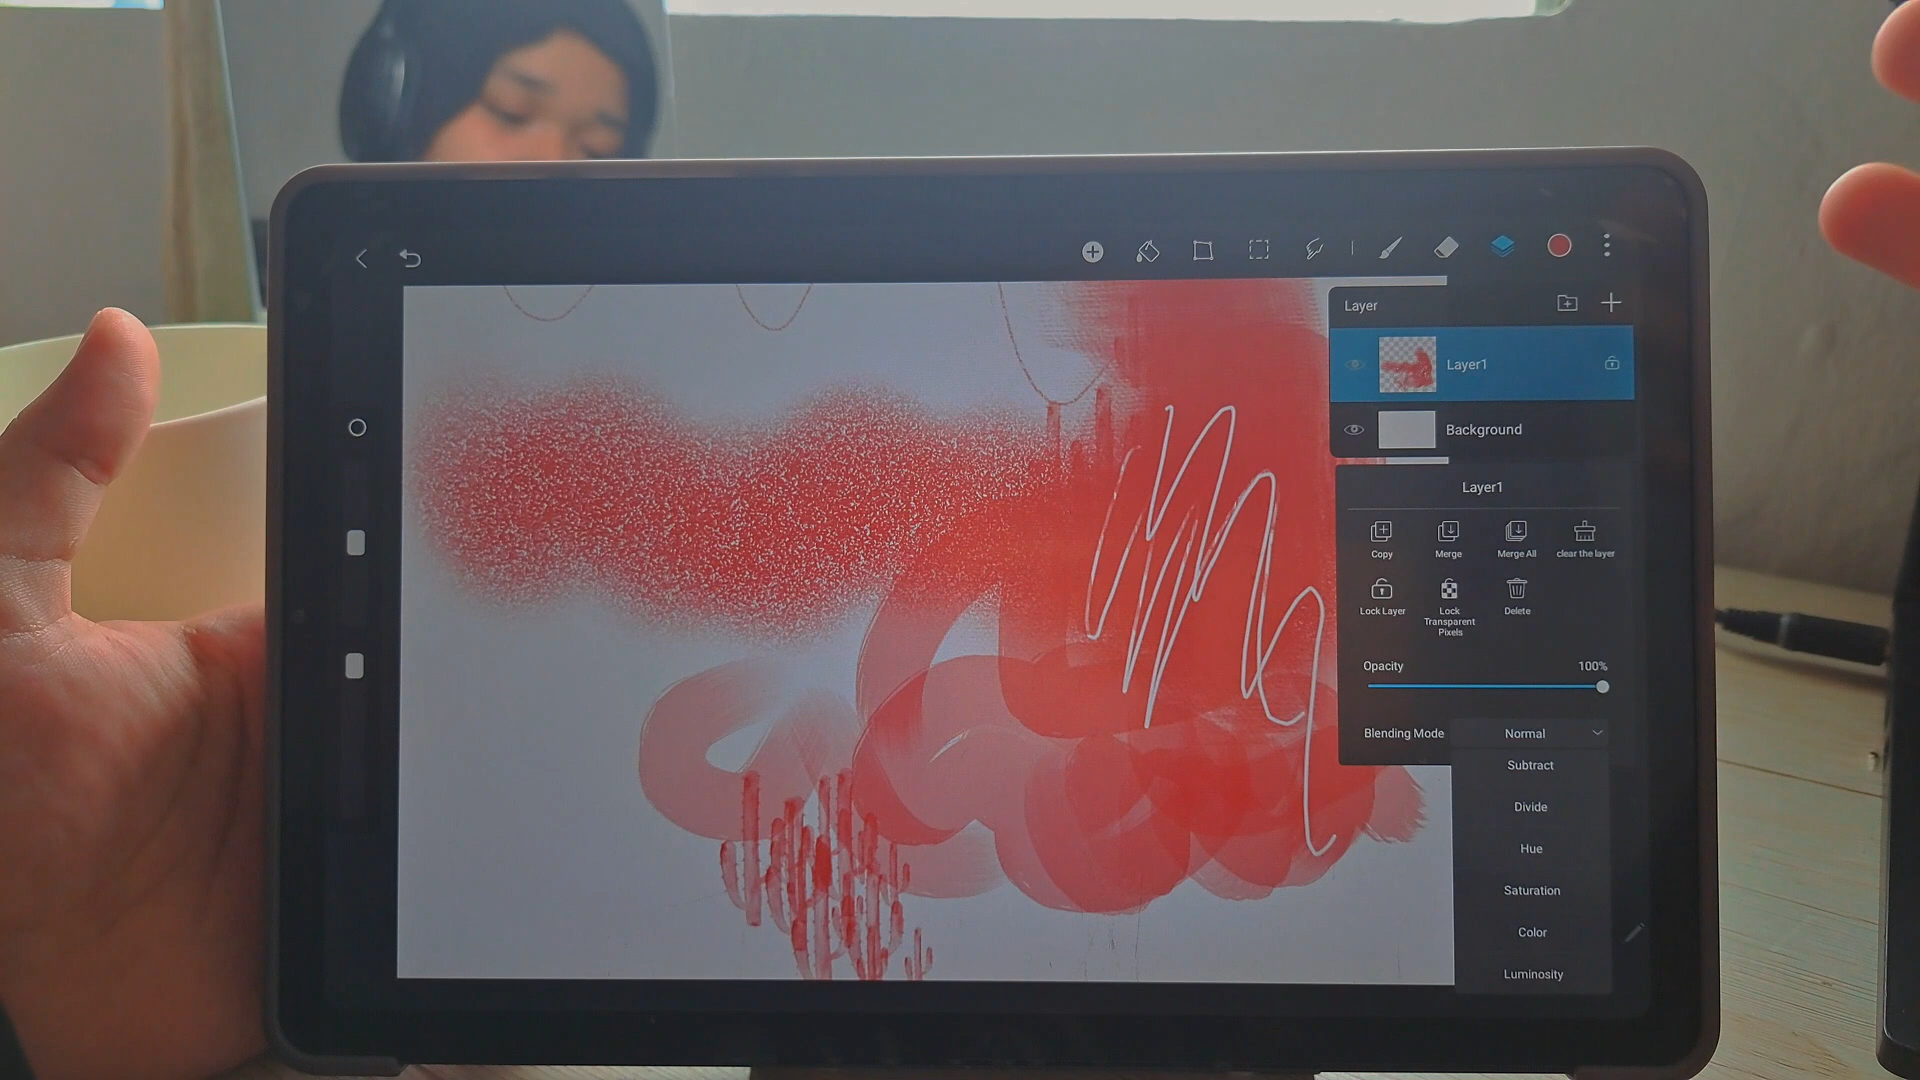 Layer
Layer1
Background
Layer1
Copy
Merge
Merge All
clear the layer
Lock Layer
Lock
Transparent
Pixels
Delete
Opacity 100%
Blending Mode Normal
Subtract
Divide
Hue
Saturation
Color
Luminosity